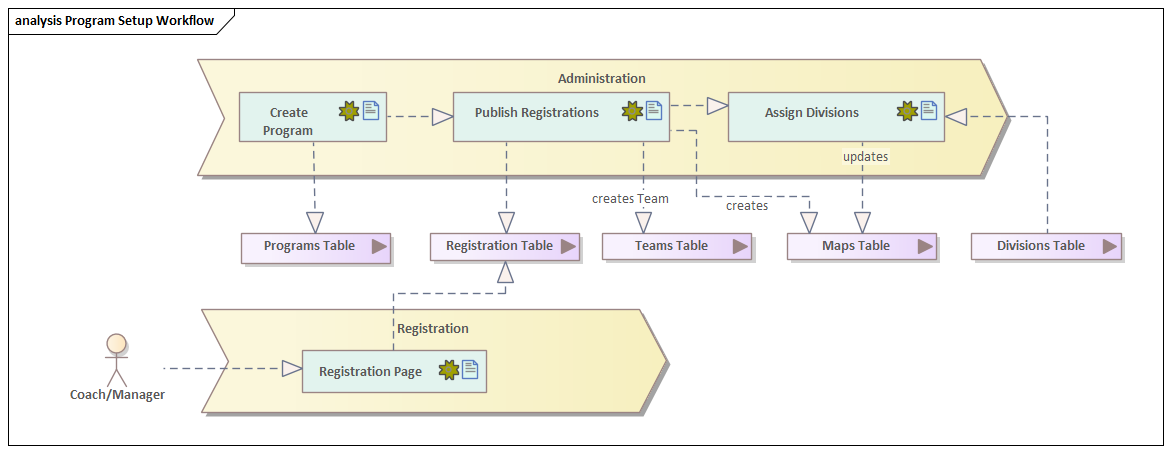 analysis Program Setup Workflow
Administration
Create
Program
Publish Registrations
Assign Divisions
updates
creates Team
creates
Programs Table
Registration Table
Teams Table
Maps Table
Divisions Table
Registration
Registration Page
Coach/Manager